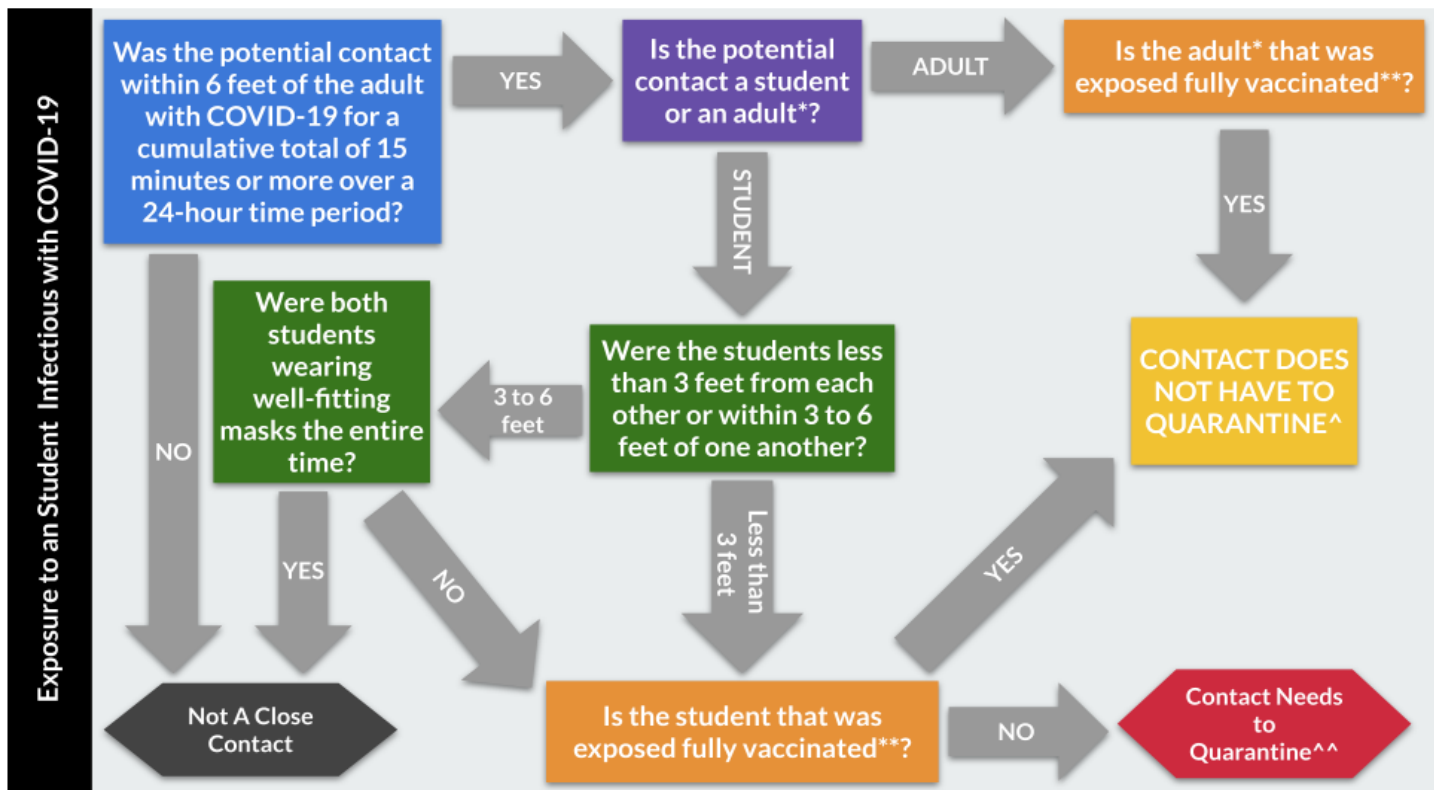 Exposure to an Student Infectious with COVID-19
Was the potential contact
within 6 feet of the adult
with COVID-19 for a
cumulative total of 15
minutes or more over a
24-hour time period?
YES
Is the potential
contact a student
or an adult*?
ADULT
Is the adult* that was
exposed fully vaccinated**?
STUDENT
YES
NO
Were both
students
wearing
well-fitting
masks the entire
time?
3 to 6
feet
Were the students less
than 3 feet from each
other or within 3 to 6
feet of one another?
CONTACT DOES
NOT HAVE TO
QUARANTINE^
YES
NO
Less than
3 feet
YES
Not A Close
Contact
Is the student that was
exposed fully vaccinated**?
NO
Contact Needs
to
Quarantine^^